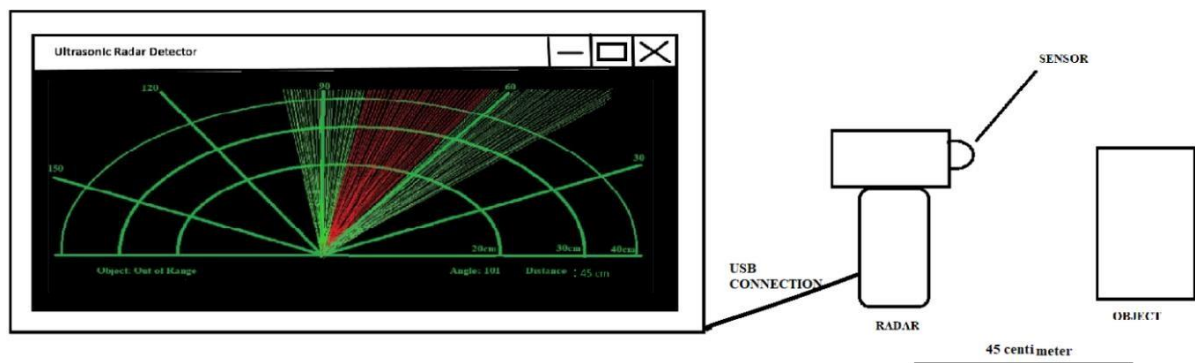 Ultrasonic Radar Detector
120
90
60
150
30
20cm
30cm
40cm
Object: Out of Range
Angle: 101
Distance : 45 cm
SENSOR
USB
CONNECTION
RADAR
OBJECT
45 centimeter